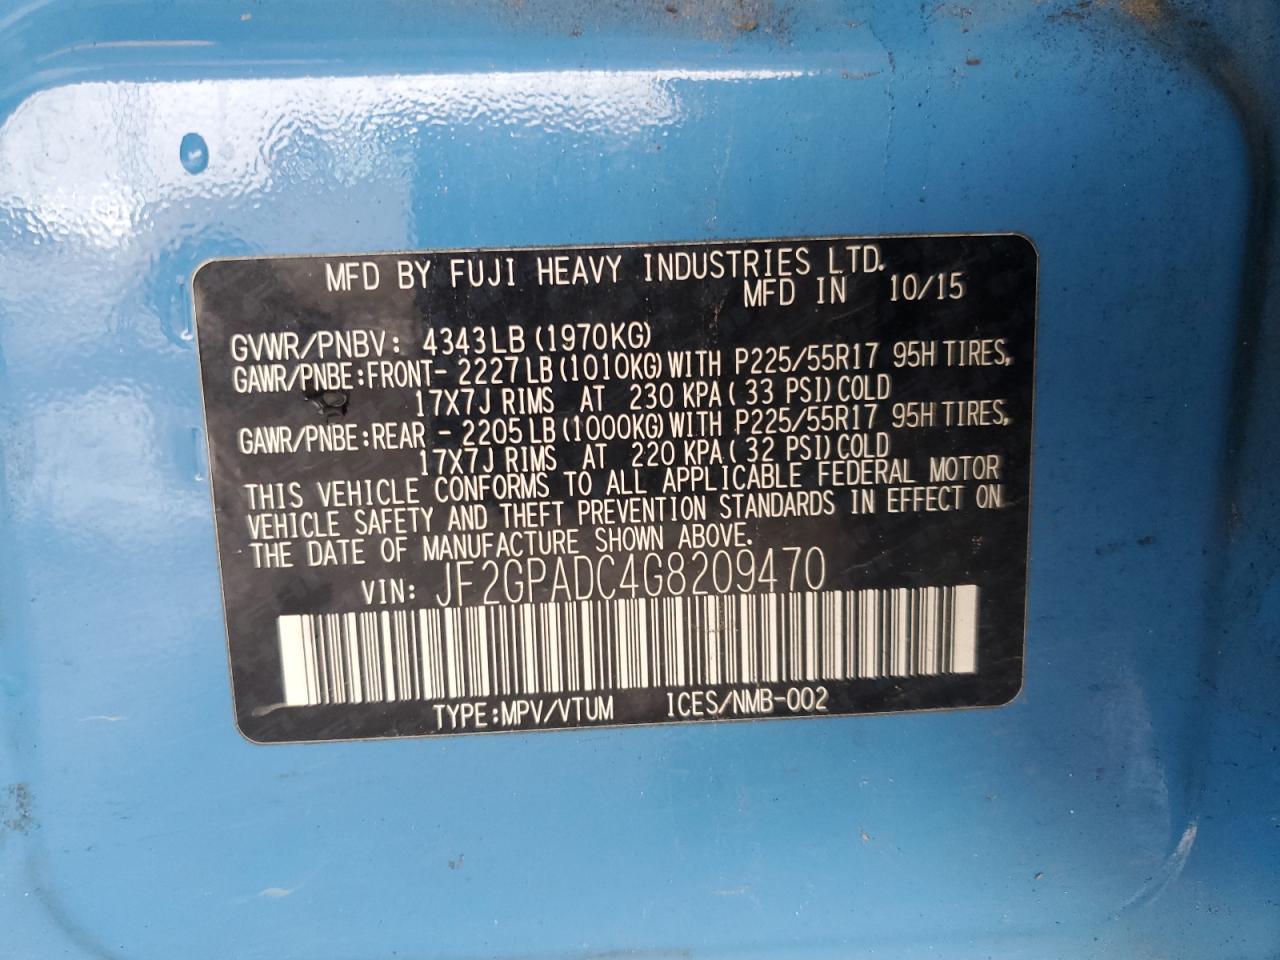 MFD BY FUJI HEAVY INDUSTRIES LTD.
MFD IN 10/15
GVWR/PNBV: 4343LB (1970KG)
GAWR/PNBE:FRONT- 2227LB (1010KG) WITH P225/55R17 95H TIRES,
17X7J RIMS AT 230 KPA ( 33 PSI) COLD
GAWR/PNBE:REAR - 2205LB (1000KG) WITH P225/55R17 95H TIRES,
17X7J RIMS AT 220 KPA ( 32 PSI) COLD
THIS VEHICLE CONFORMS TO ALL APPLICABLE FEDERAL MOTOR
VEHICLE SAFETY AND THEFT PREVENTION STANDARDS IN EFFECT ON
THE DATE OF MANUFACTURE SHOWN ABOVE.
VIN: JF2GPADC4G8209470
TYPE:MPV/VTUM ICES/NMB-002